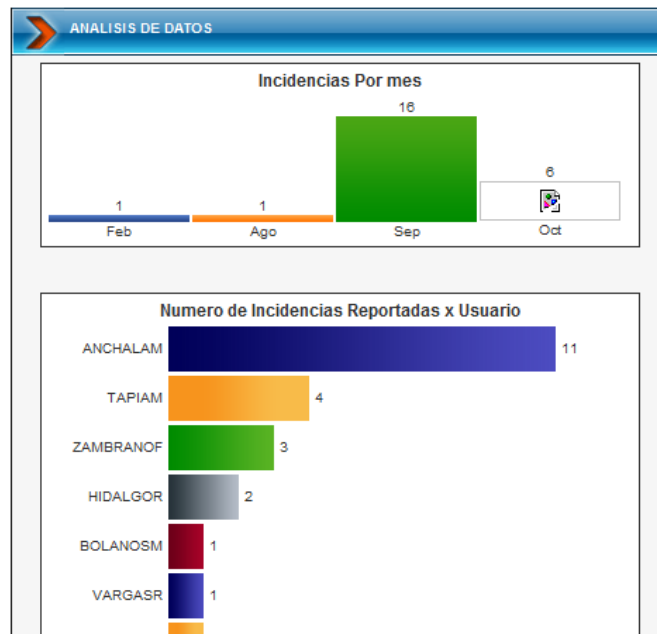 ANALISIS DE DATOS
Incidencias Por mes
16
6
1
1
Feb
Ago
Sep
Oct
Numero de Incidencias Reportadas x Usuario
ANCHALAM
11
TAPIAM
4
ZAMBRANOF
3
HIDALGOR
2
BOLANOSM
1
VARGASR
1